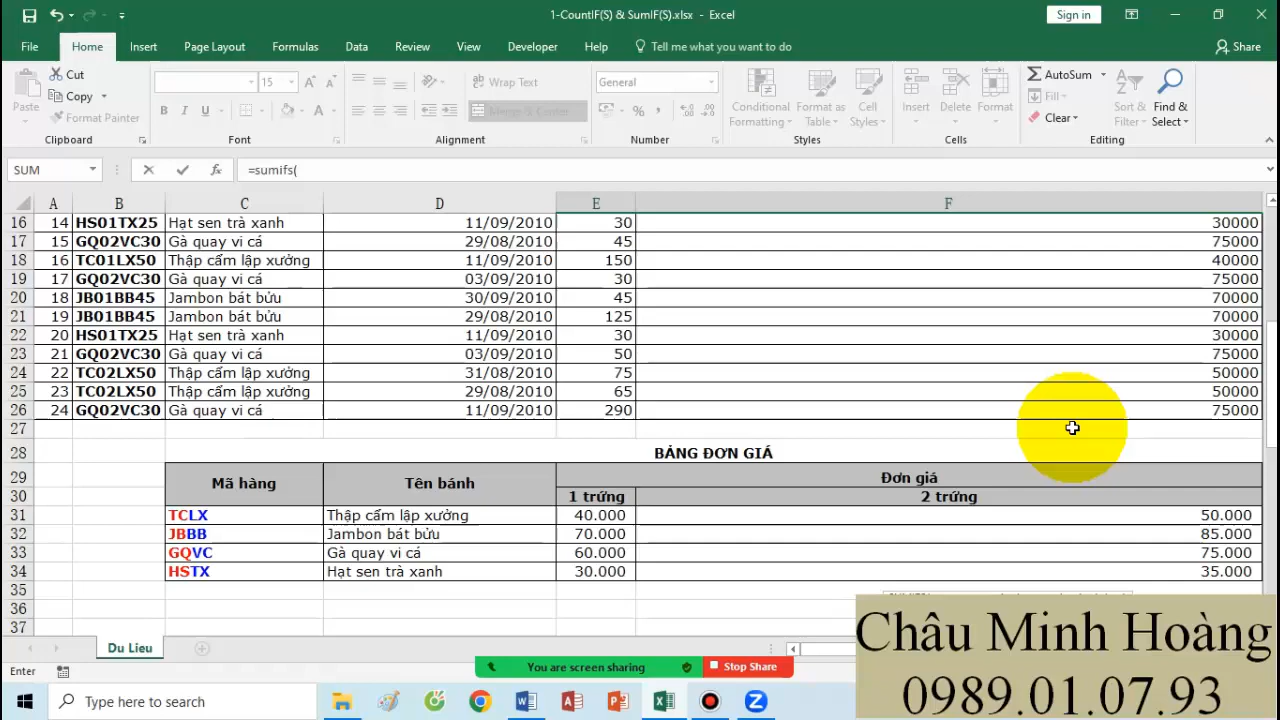 1-CountIF(S) & SumIF(S).xlsx - Excel
Sign in
File Home Insert Page Layout Formulas Data Review View Developer Help Tell me what you want to do Share
Paste
Cut
Copy
Format Painter
Clipboard
15
Font
Wrap Text
Alignment
General
Number
Conditional Formatting
Format as Table
Cell Styles
Styles
Insert
Delete
Format
Cells
AutoSum
Fill
Clear
Sort & Filter
Find & Select
Editing
SUM =sumifs(
A B C D E F
16 14 HS01TX25 Hạt sen trà xanh 11/09/2010 30 30000
17 15 GQ02VC30 Gà quay vi cá 29/08/2010 45 75000
18 16 TC01LX50 Thập cẩm lập xưởng 11/09/2010 150 40000
19 17 GQ02VC30 Gà quay vi cá 03/09/2010 30 75000
20 18 JB01BB45 Jambon bát bửu 30/09/2010 45 70000
21 19 JB01BB45 Jambon bát bửu 29/08/2010 125 70000
22 20 HS01TX25 Hạt sen trà xanh 11/09/2010 30 30000
23 21 GQ02VC30 Gà quay vi cá 03/09/2010 50 75000
24 22 TC02LX50 Thập cẩm lập xưởng 31/08/2010 75 50000
25 23 TC02LX50 Thập cẩm lập xưởng 29/08/2010 65 50000
26 24 GQ02VC30 Gà quay vi cá 11/09/2010 290 75000
27
28 BẢNG ĐƠN GIÁ
29 Mã hàng Tên bánh Đơn giá
30 1 trứng 2 trứng
31 TCLX Thập cẩm lập xưởng 40.000 50.000
32 JBBB Jambon bát bửu 70.000 85.000
33 GQVC Gà quay vi cá 60.000 75.000
34 HSTX Hạt sen trà xanh 30.000 35.000
35
36
37
Du Lieu
Enter
You are screen sharing Stop Share
Châu Minh Hoàng
0989.01.07.93
Type here to search